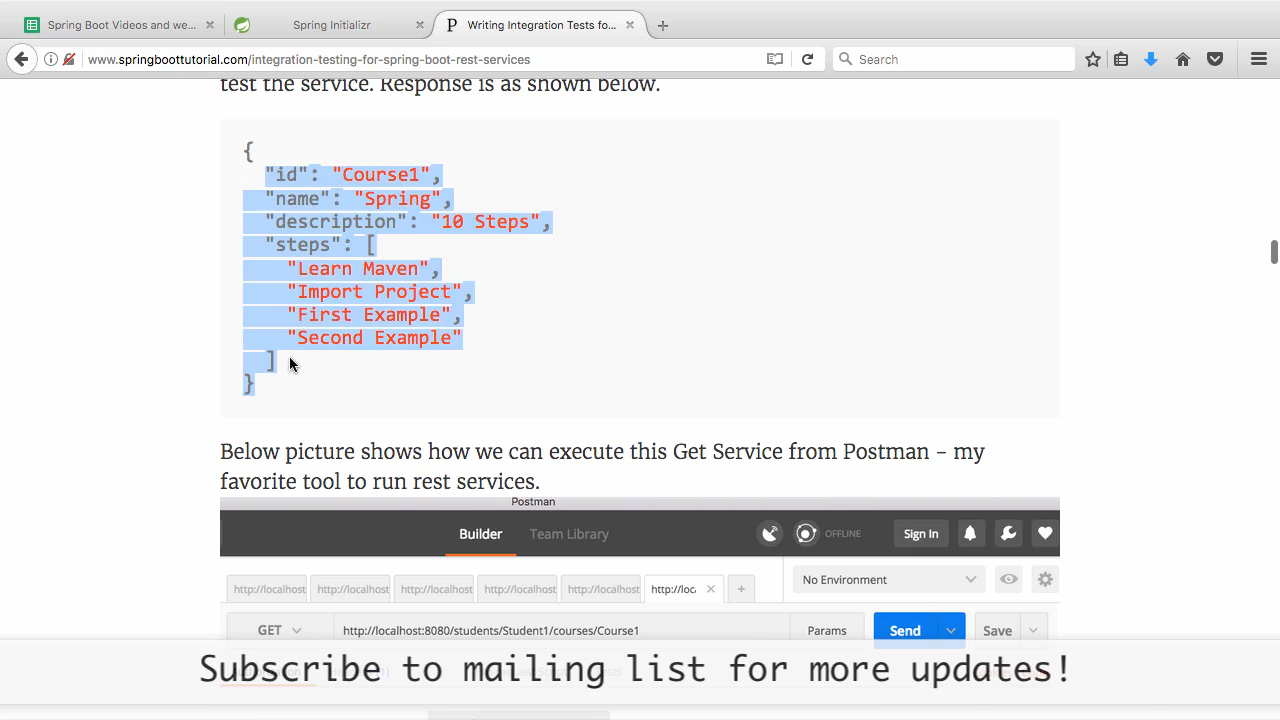 Spring Boot Videos and we...
Spring Initializr
Writing Integration Tests fo...
www.springboottutorial.com/integration-testing-for-spring-boot-rest-services
Search
test the service. Response is as shown below.
{
"id": "Course1",
"name": "Spring",
"description": "10 Steps",
"steps": [
"Learn Maven",
"Import Project",
"First Example",
"Second Example"
]
}
Below picture shows how we can execute this Get Service from Postman – my
favorite tool to run rest services.
Postman
Builder
Team Library
OFFLINE
Sign In
http://localhost
http://localhost
http://localhost
http://localhost
http://localhost
http://loc
No Environment
GET
http://localhost:8080/students/Student1/courses/Course1
Params
Send
Save
Subscribe to mailing list for more updates!